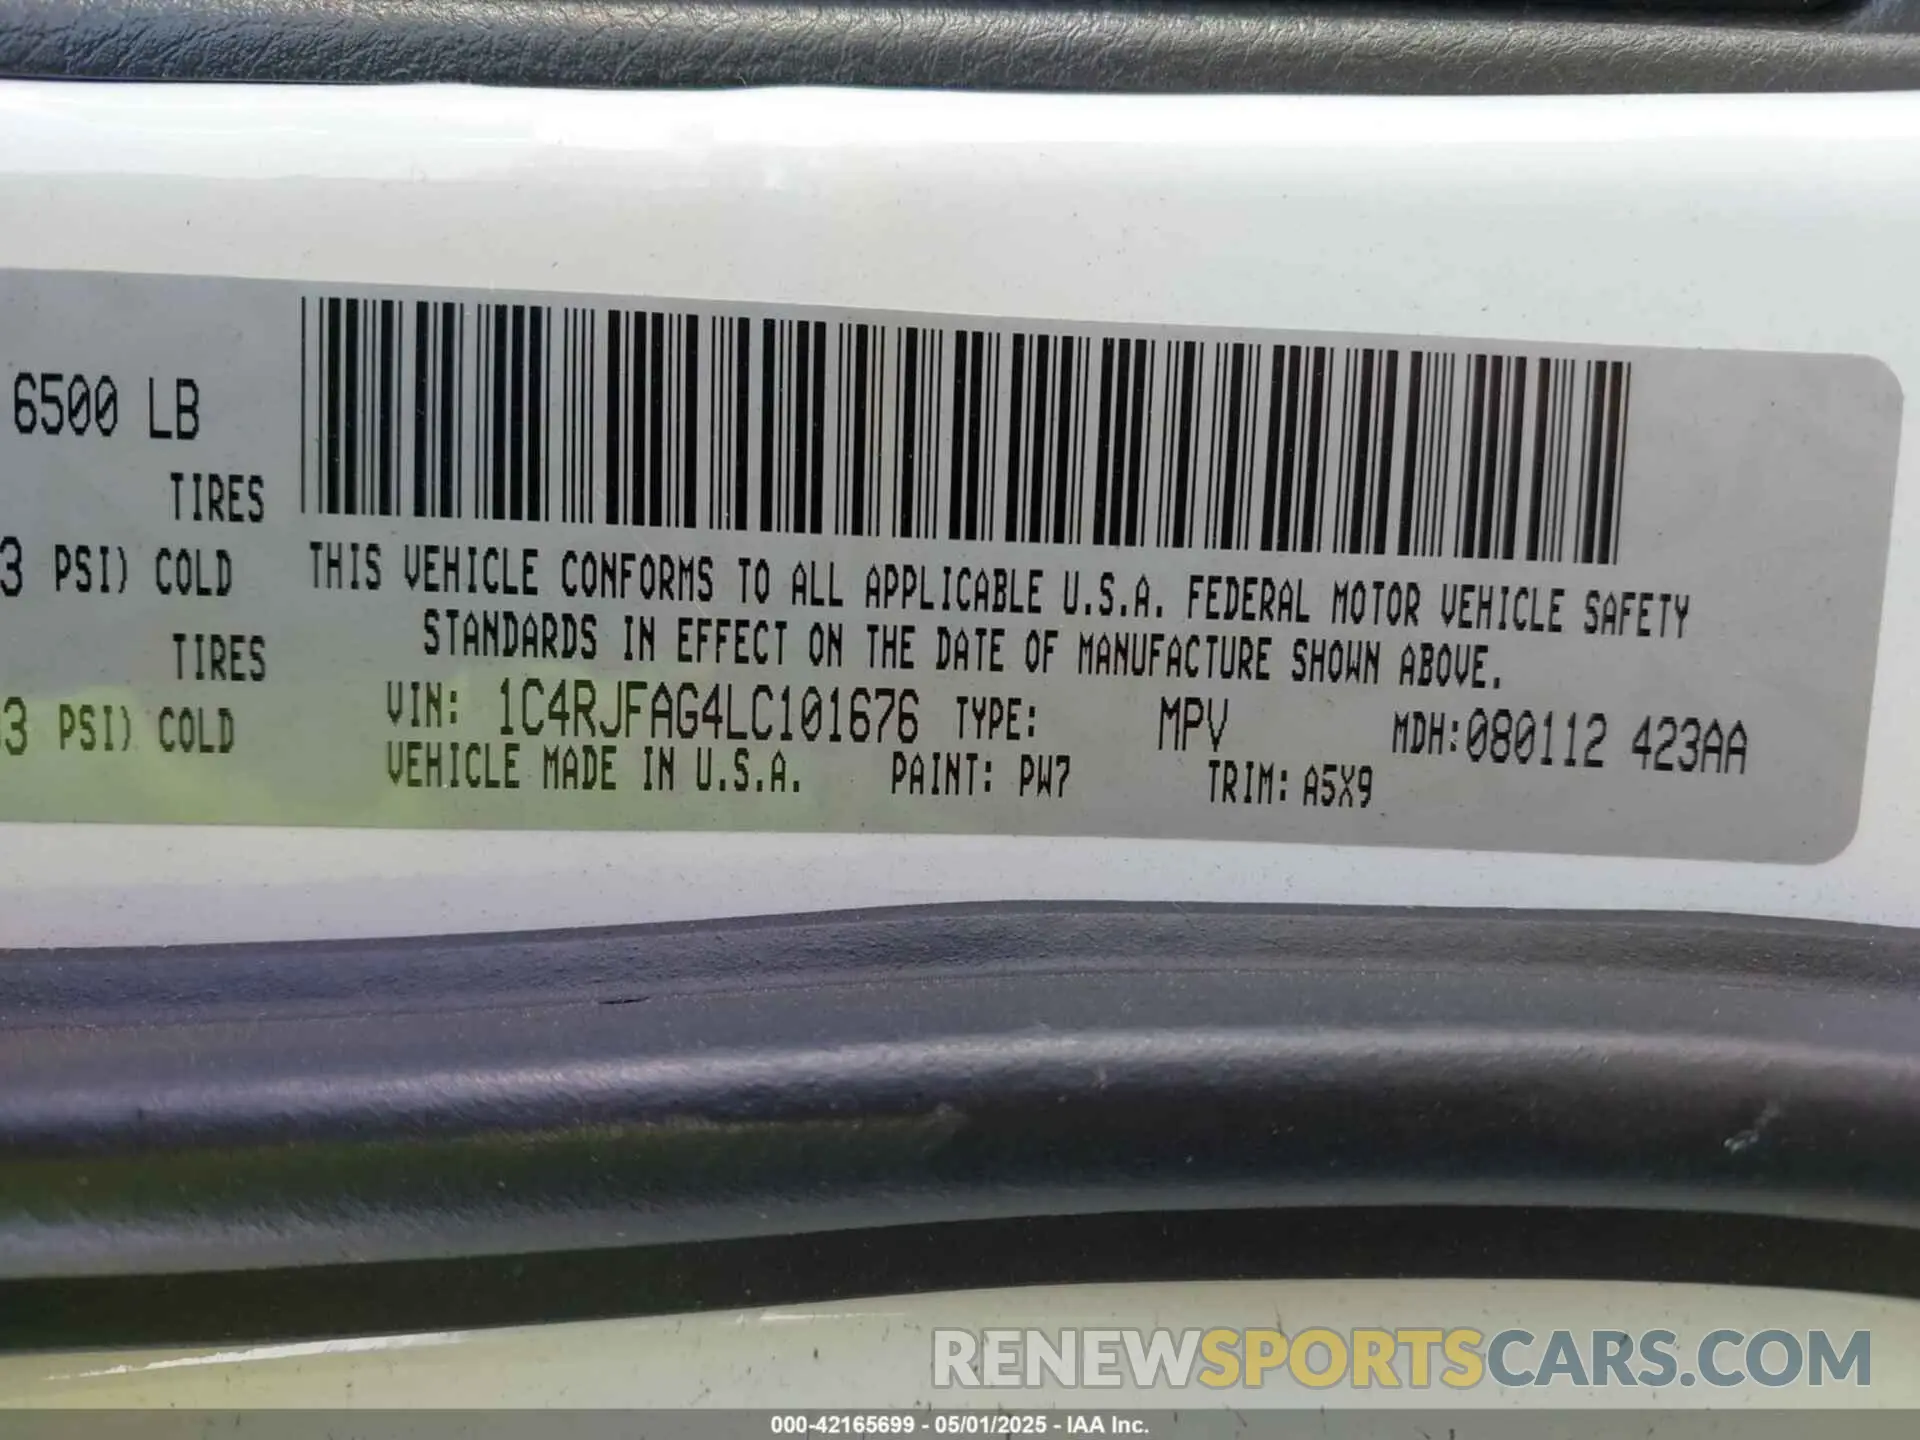 6500 LB
TIRES
3 PSI) COLD
TIRES
3 PSI) COLD
THIS VEHICLE CONFORMS TO ALL APPLICABLE U.S.A. FEDERAL MOTOR VEHICLE SAFETY
STANDARDS IN EFFECT ON THE DATE OF MANUFACTURE SHOWN ABOVE.
VIN: 1C4RJFAG4LC101676 TYPE: MPV MDH:080112 423AA
VEHICLE MADE IN U.S.A. PAINT: PW7 TRIM: A5X9
RENEWSPORTSCARS.COM
000-42165699 - 05/01/2025 - IAA Inc.